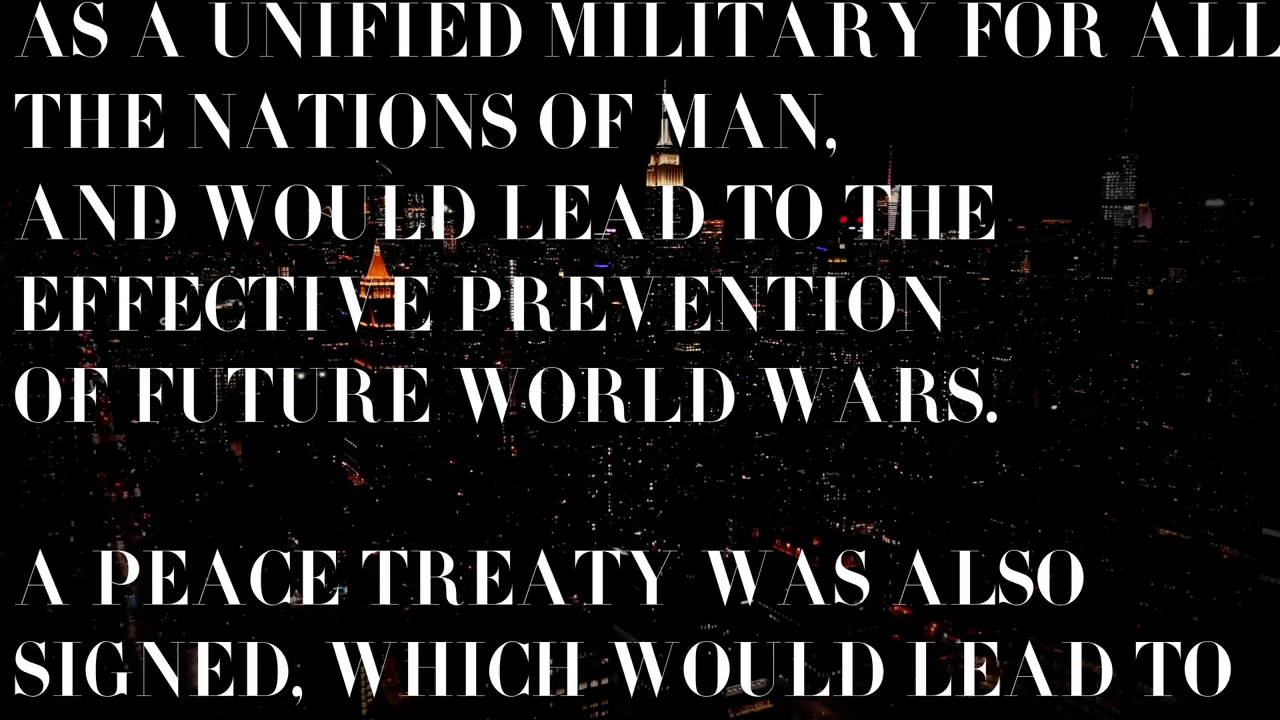 AS A UNIFIED MILITARY FOR ALL
THE NATIONS OF MAN,
AND WOULD LEAD TO THE
EFFECTIVE PREVENTION
OF FUTURE WORLD WARS.
A PEACE TREATY WAS ALSO
SIGNED, WHICH WOULD LEAD TO